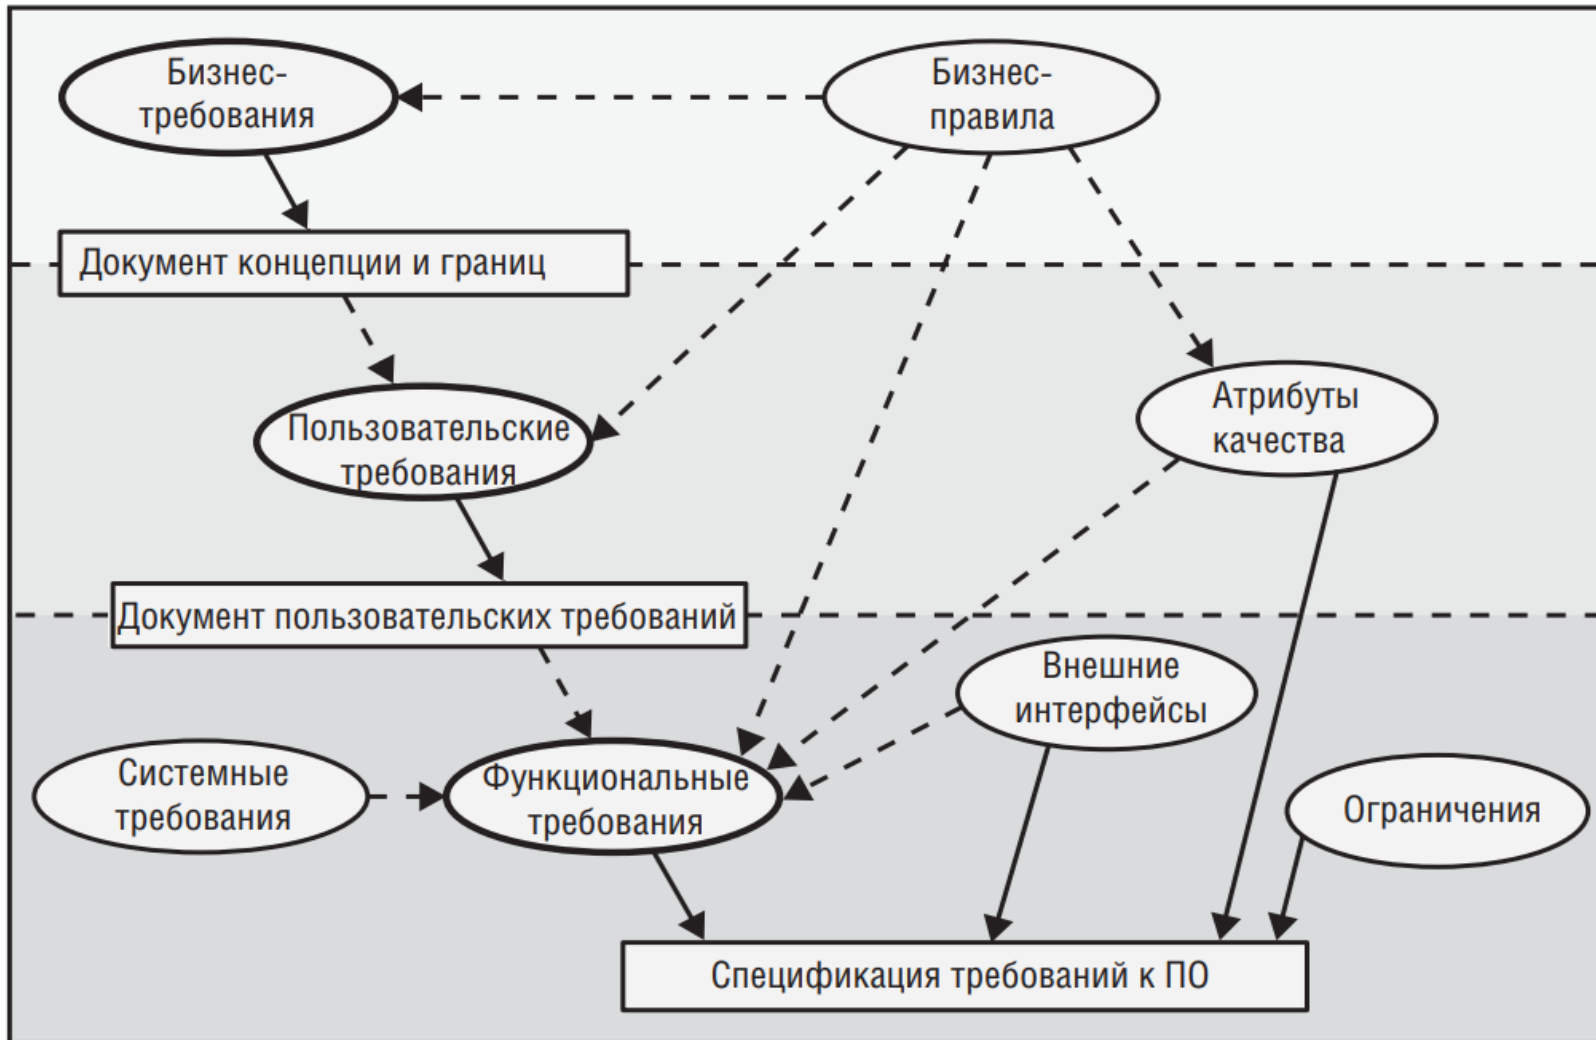 Бизнес-
требования
Бизнес-
правила
Документ концепции и границ
Пользовательские
требования
Атрибуты
качества
Документ пользовательских требований
Внешние
интерфейсы
Системные
требования
Функциональные
требования
Ограничения
Спецификация требований к ПО